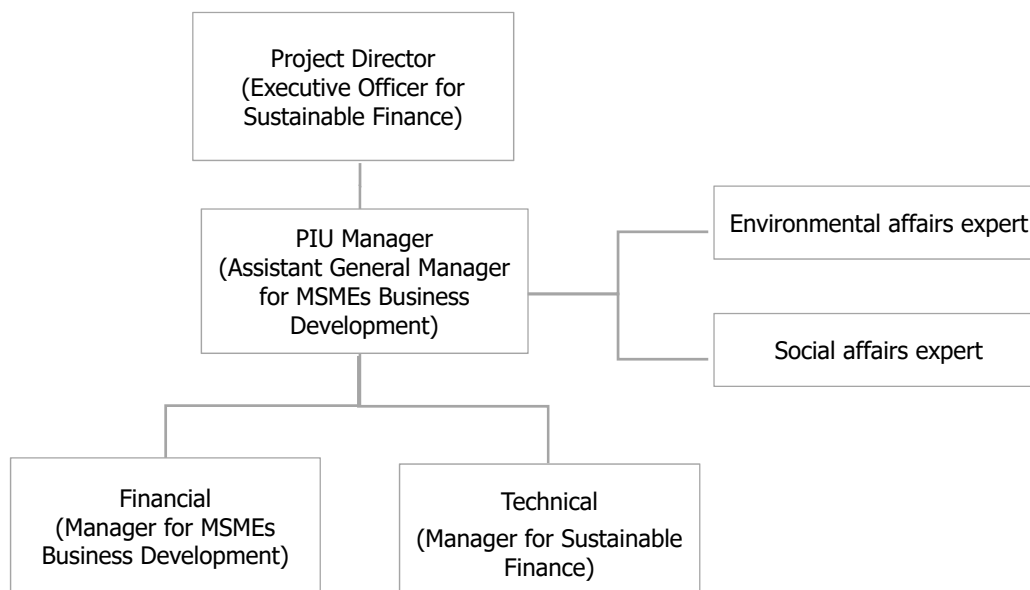 Project Director
(Executive Officer for
Sustainable Finance)
PIU Manager
(Assistant General Manager
for MSMEs Business
Development)
Environmental affairs expert
Social affairs expert
Financial
(Manager for MSMEs
Business Development)
Technical
(Manager for Sustainable
Finance)